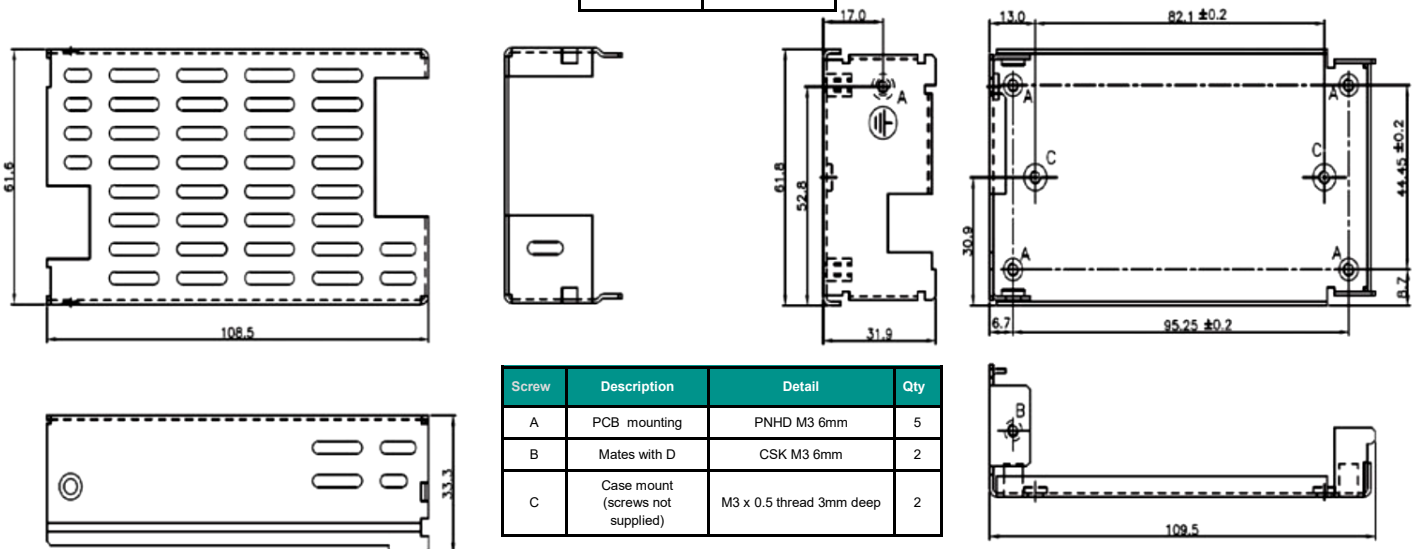 17.0
13.0
82.1 ±0.2
A
A
A
61.6
61.8
52.8
C
C
44.45 ±0.2
30.9
A
A
8.7
108.5
31.9
6.7
95.25 ±0.2
Screw Description Detail Qty
A PCB mounting PNHD M3 6mm 5
B Mates with D CSK M3 6mm 2
C Case mount (screws not supplied) M3 x 0.5 thread 3mm deep 2
B
33.3
109.5